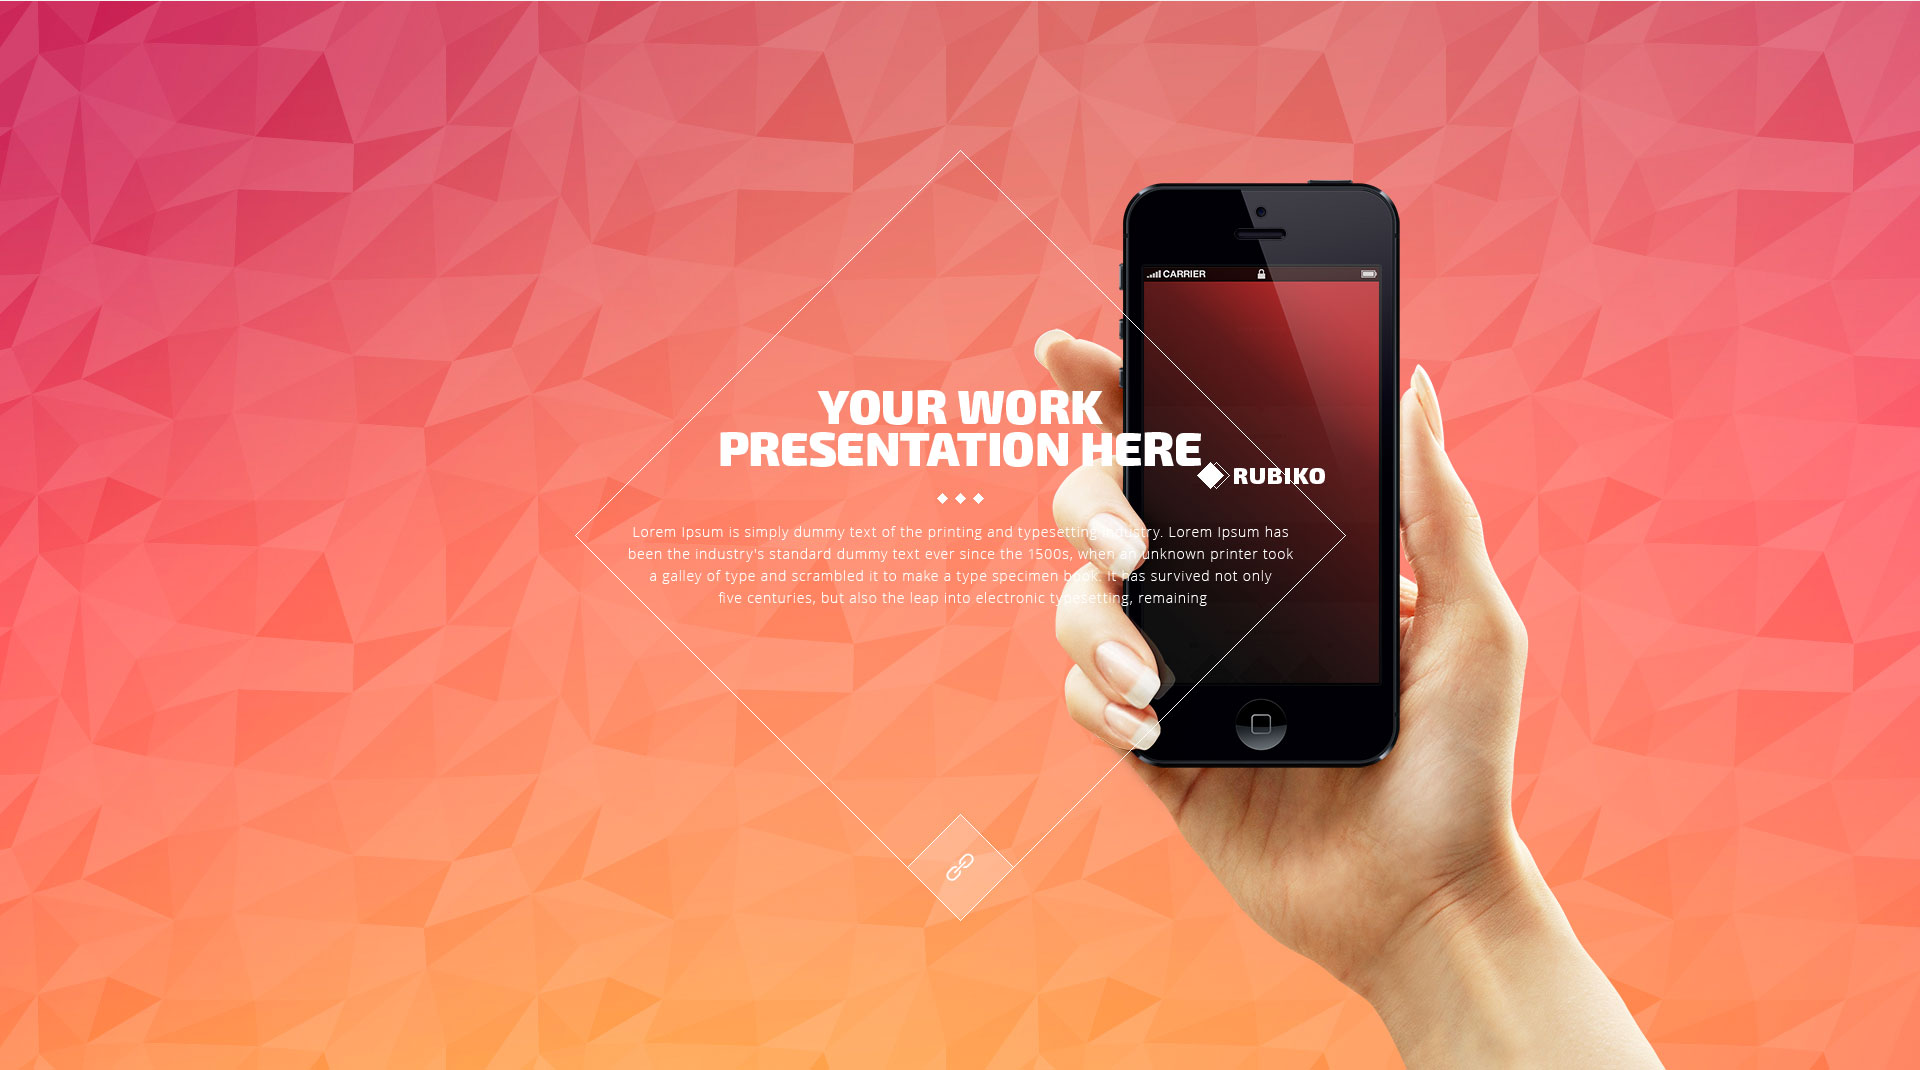 CARRIER
YOUR WORK
PRESENTATION HERE
RUBIKO
Lorem Ipsum is simply dummy text of the printing and typesetting industry. Lorem Ipsum has
been the industry's standard dummy text ever since the 1500s, when an unknown printer took
a galley of type and scrambled it to make a type specimen book. It has survived not only
five centuries, but also the leap into electronic typesetting, remaining